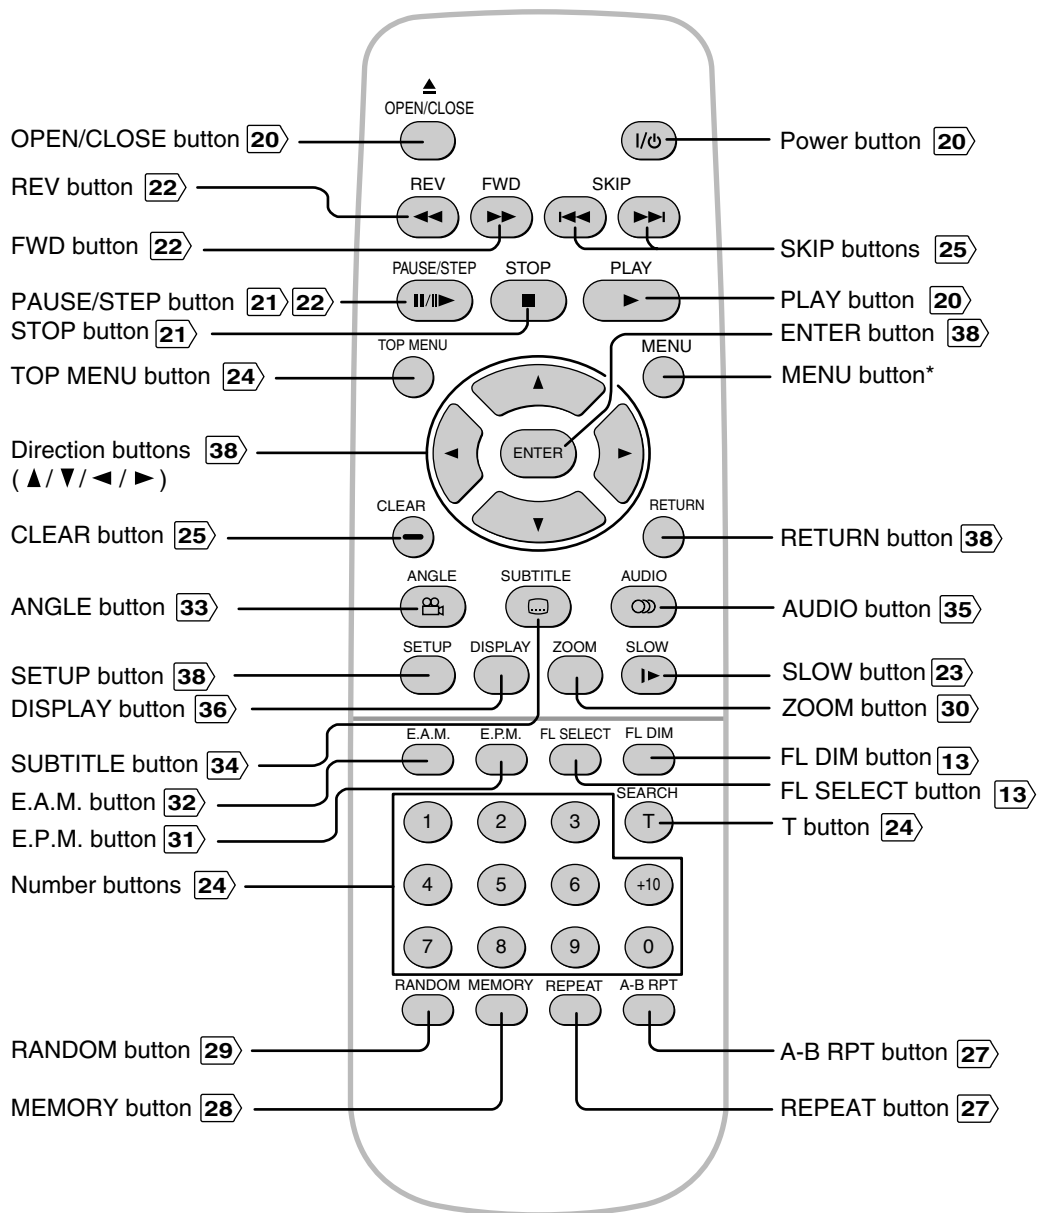 OPEN/CLOSE
OPEN/CLOSE button 20
I/
Power button 20
REV FWD SKIP
REV button 22
FWD button 22
SKIP buttons 25
PAUSE/STEP STOP PLAY
PAUSE/STEP button 21 22
PLAY button 20
STOP button 21
ENTER button 38
TOP MENU MENU
TOP MENU button 24
MENU button*
Direction buttons 38
( ▲ / ▼ / ◄ / ► )
ENTER
CLEAR RETURN
CLEAR button 25
RETURN button 38
ANGLE SUBTITLE AUDIO
ANGLE button 33
AUDIO button 35
SETUP DISPLAY ZOOM SLOW
SETUP button 38
SLOW button 23
DISPLAY button 36
ZOOM button 30
E.A.M. E.P.M. FL SELECT FL DIM
SUBTITLE button 34
FL DIM button 13
E.A.M. button 32
FL SELECT button 13
SEARCH
1 2 3 T
E.P.M. button 31
T button 24
Number buttons 24
4 5 6 +10
7 8 9 0
RANDOM MEMORY REPEAT A-B RPT
RANDOM button 29
A-B RPT button 27
MEMORY button 28
REPEAT button 27